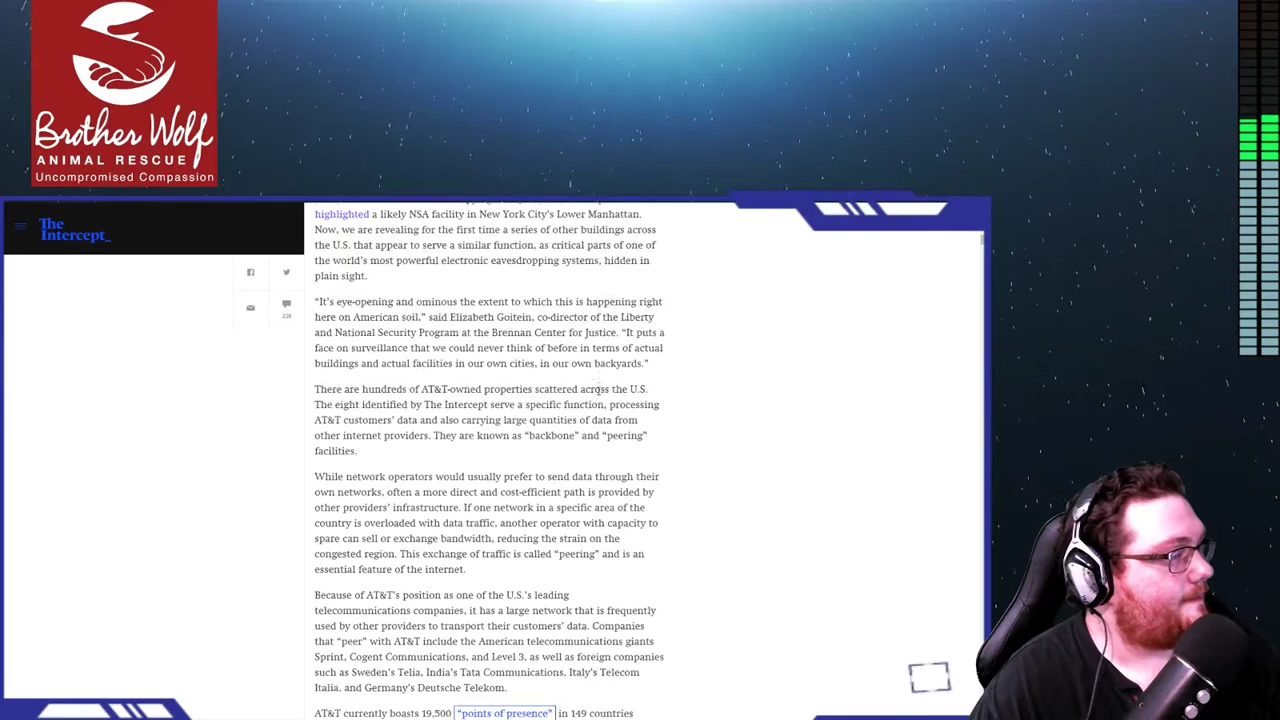 Brother Wolf
ANIMAL RESCUE
Uncompromised Compassion
The
Intercept_
229
highlighted a likely NSA facility in New York City's Lower Manhattan.
Now, we are revealing for the first time a series of other buildings across
the U.S. that appear to serve a similar function, as critical parts of one of
the world's most powerful electronic eavesdropping systems, hidden in
plain sight.
“It's eye-opening and ominous the extent to which this is happening right
here on American soil,” said Elizabeth Goitein, co-director of the Liberty
and National Security Program at the Brennan Center for Justice. “It puts a
face on surveillance that we could never think of before in terms of actual
buildings and actual facilities in our own cities, in our own backyards.”
There are hundreds of AT&T-owned properties scattered across the U.S.
The eight identified by The Intercept serve a specific function, processing
AT&T customers' data and also carrying large quantities of data from
other internet providers. They are known as “backbone” and “peering”
facilities.
While network operators would usually prefer to send data through their
own networks, often a more direct and cost-efficient path is provided by
other providers' infrastructure. If one network in a specific area of the
country is overloaded with data traffic, another operator with capacity to
spare can sell or exchange bandwidth, reducing the strain on the
congested region. This exchange of traffic is called “peering” and is an
essential feature of the internet.
Because of AT&T's position as one of the U.S.'s leading
telecommunications companies, it has a large network that is frequently
used by other providers to transport their customers' data. Companies
that “peer” with AT&T include the American telecommunications giants
Sprint, Cogent Communications, and Level 3, as well as foreign companies
such as Sweden's Telia, India's Tata Communications, Italy's Telecom
Italia, and Germany's Deutsche Telekom.
AT&T currently boasts 19,500 “points of presence” in 149 countries